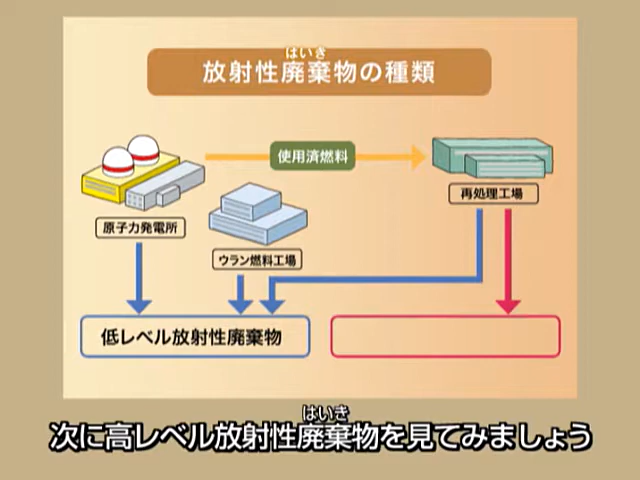 はいき
放射性廃棄物の種類
使用済燃料
再処理工場
原子力発電所
ウラン燃料工場
低レベル放射性廃棄物
はいき
次に高レベル放射性廃棄物を見てみましょう